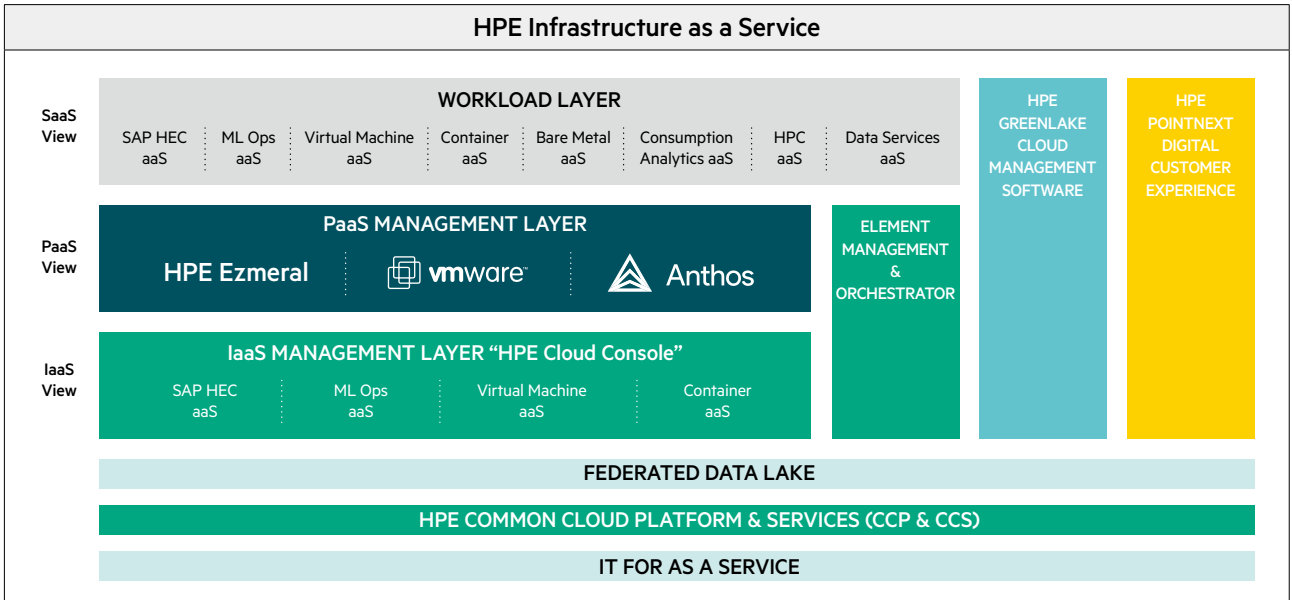 HPE Infrastructure as a Service
SaaS
View
WORKLOAD LAYER
SAP HEC
aaS
ML Ops
aaS
Virtual Machine
aaS
Container
aaS
Bare Metal
aaS
Consumption
Analytics aaS
HPC
aaS
Data Services
aaS
HPE
GREENLAKE
CLOUD
MANAGEMENT
SOFTWARE
HPE
POINTNEXT
DIGITAL
CUSTOMER
EXPERIENCE
PaaS
View
PaaS MANAGEMENT LAYER
HPE Ezmeral
vmware™
Anthos
ELEMENT
MANAGEMENT
&
ORCHESTRATOR
IaaS
View
IaaS MANAGEMENT LAYER “HPE Cloud Console”
SAP HEC
aaS
ML Ops
aaS
Virtual Machine
aaS
Container
aaS
FEDERATED DATA LAKE
HPE COMMON CLOUD PLATFORM & SERVICES (CCP & CCS)
IT FOR AS A SERVICE